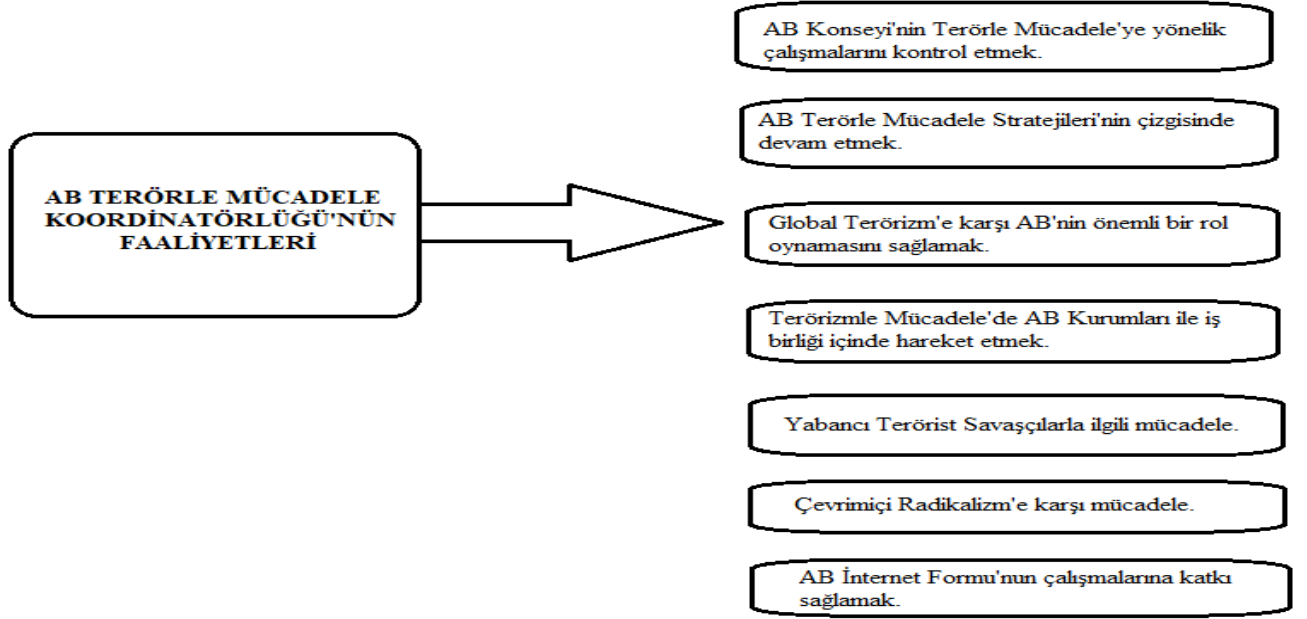 AB TERÖRLE MÜCADELE
KOORDİNATÖRLÜĞÜ'NÜN
FAALİYETLERİ
AB Konseyi'nin Terörle Mücadele'ye yönelik
çalışmalarını kontrol etmek.
AB Terörle Mücadele Stratejileri'nin çizgisinde
devam etmek.
Global Terörizm'e karşı AB'nin önemli bir rol
oynamasını sağlamak.
Terörizmle Mücadele'de AB Kurumları ile iş
birliği içinde hareket etmek.
Yabancı Terörist Savaşçılarla ilgili mücadele.
Çevrimiçi Radikalizm'e karşı mücadele.
AB İnternet Formu'nun çalışmalarına katkı
sağlamak.